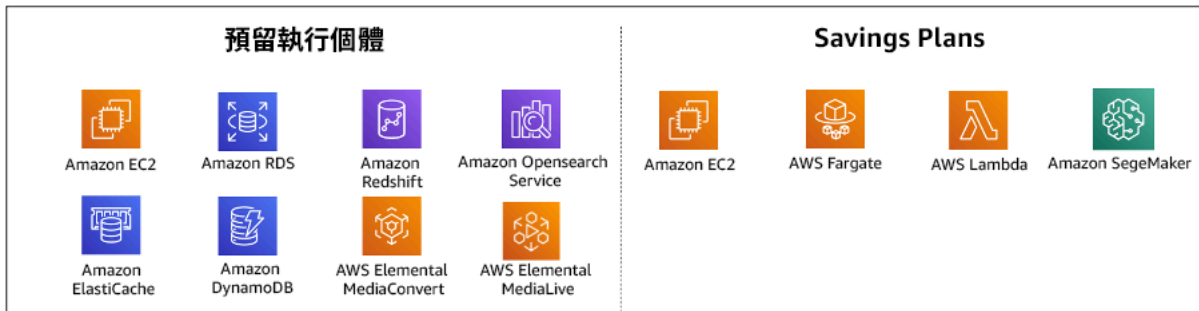 預留執行個體
Savings Plans
Amazon EC2
Amazon RDS
Amazon
Redshift
Amazon Opensearch
Service
Amazon
ElastiCache
Amazon
DynamoDB
AWS Elemental
MediaConvert
AWS Elemental
MediaLive
Amazon EC2
AWS Fargate
AWS Lambda
Amazon SegeMaker